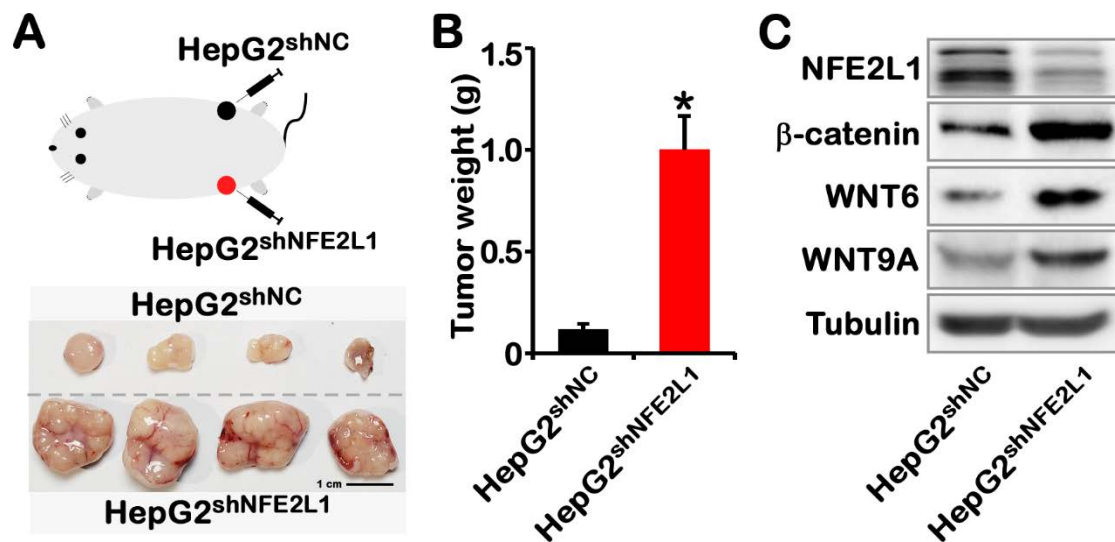 A
HepG2shNC
HepG2shNFE2L1
HepG2shNC
1 cm
HepG2shNFE2L1
B
Tumor weight (g)
1.5
1.0
0.5
0
*
HepG2shNC
HepG2shNFE2L1
C
NFE2L1
β-catenin
WNT6
WNT9A
Tubulin
HepG2shNC
HepG2shNFE2L1